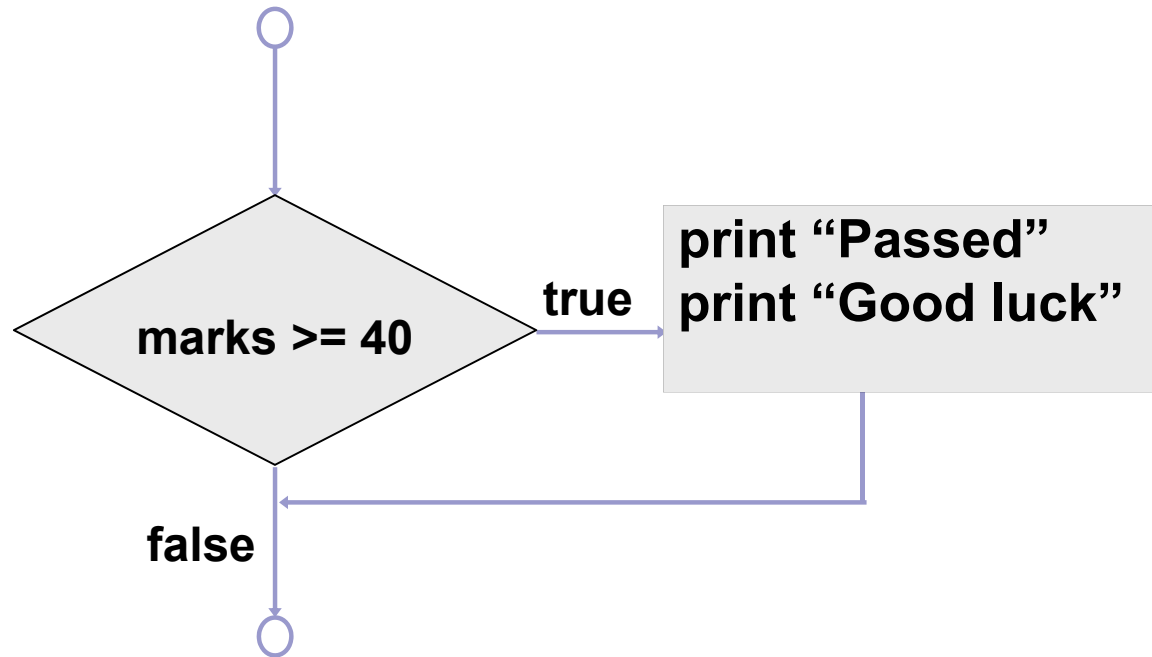 print “Passed”
true
print “Good luck”
marks >= 40
false